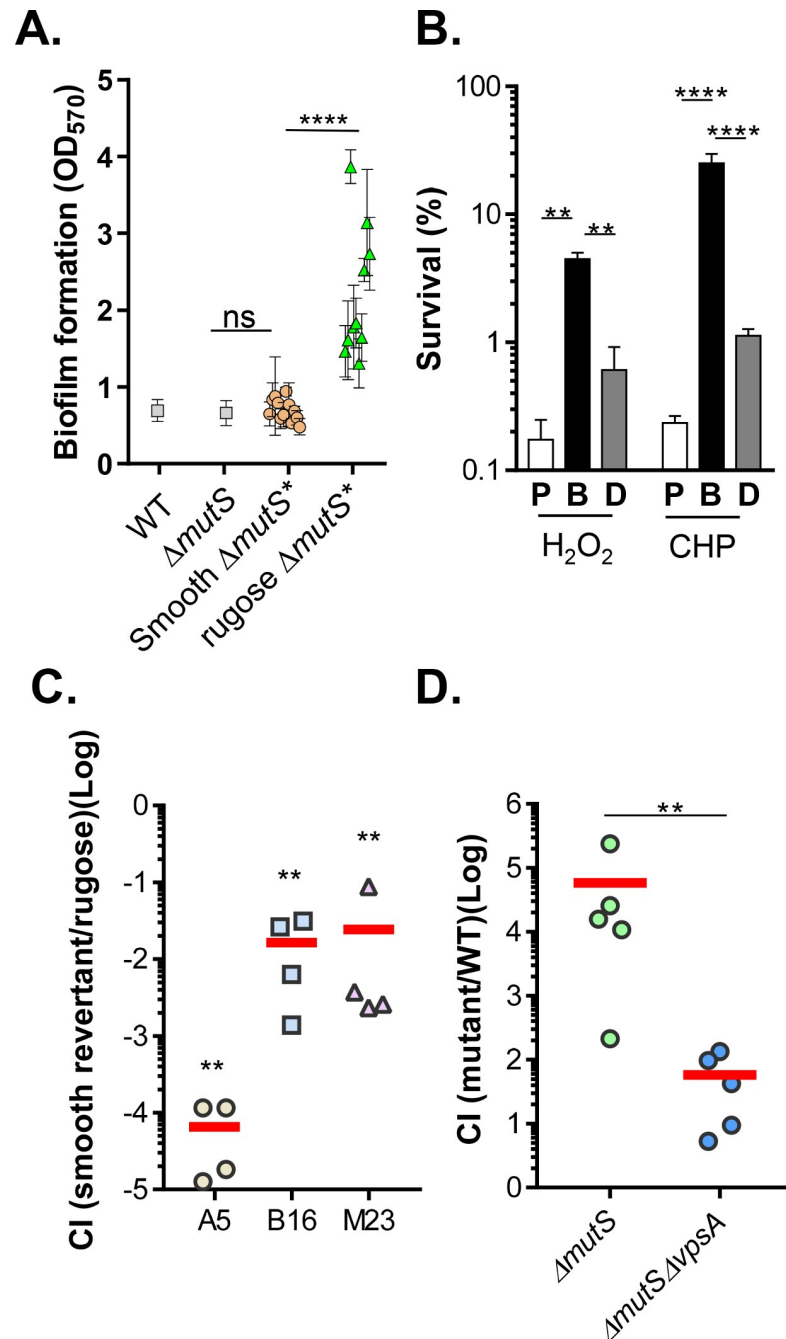 A.
Biofilm formation (OD570)
5
4
3
2
1
0
ns
****
WT
ΔmutS
Smooth ΔmutS*
rugose ΔmutS*
B.
Survival (%)
100
10
1
0.1
**
**
****
****
P B D P B D
H2O2 CHP
C.
CI (smooth revertant/rugose)(Log)
0
-1
-2
-3
-4
-5
**
**
**
A5 B16 M23
D.
CI (mutant/WT)(Log)
6
5
4
3
2
1
0
**
ΔmutS
ΔmutSΔvpsA